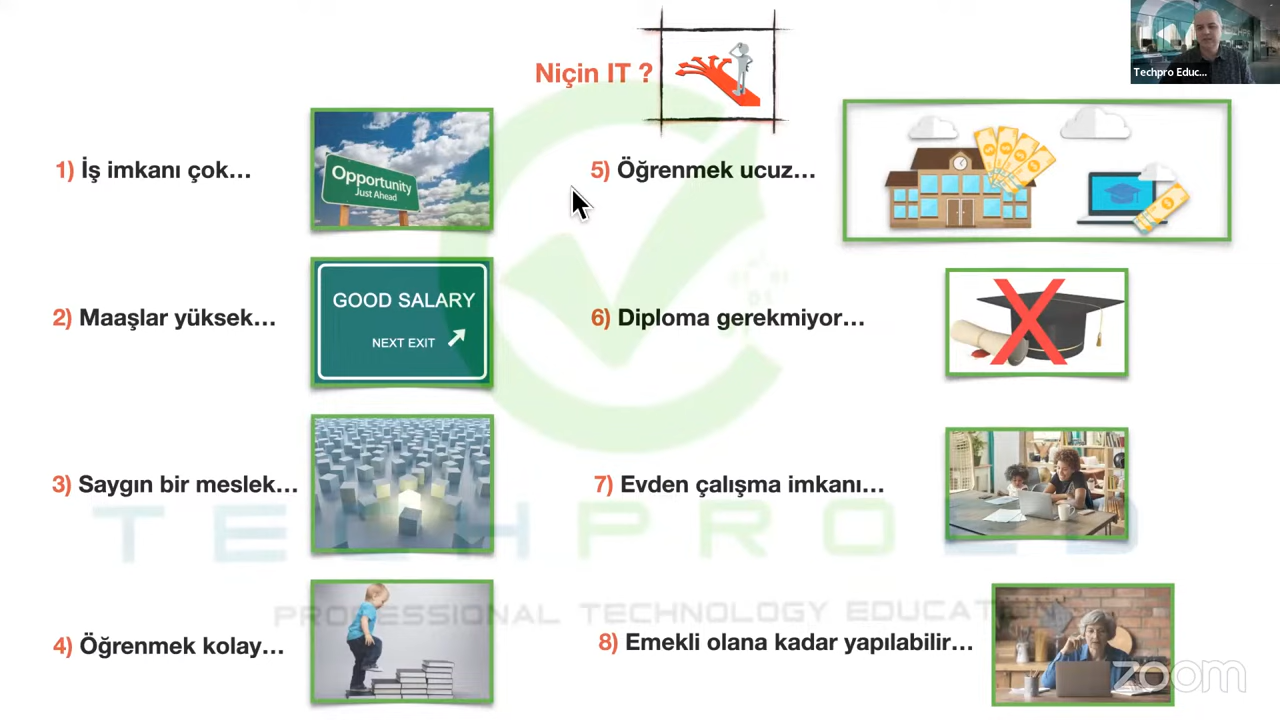 Niçin IT ?
Techpro Educ...
1) İş imkanı çok...
Opportunity
Just Ahead
2) Maaşlar yüksek...
GOOD SALARY
NEXT EXIT
3) Saygın bir meslek...
4) Öğrenmek kolay...
5) Öğrenmek ucuz...
6) Diploma gerekmiyor...
7) Evden çalışma imkanı...
8) Emekli olana kadar yapılabilir...
TECHPRO ED
PROFESSIONAL TECHNOLOGY EDUCATION
zoom